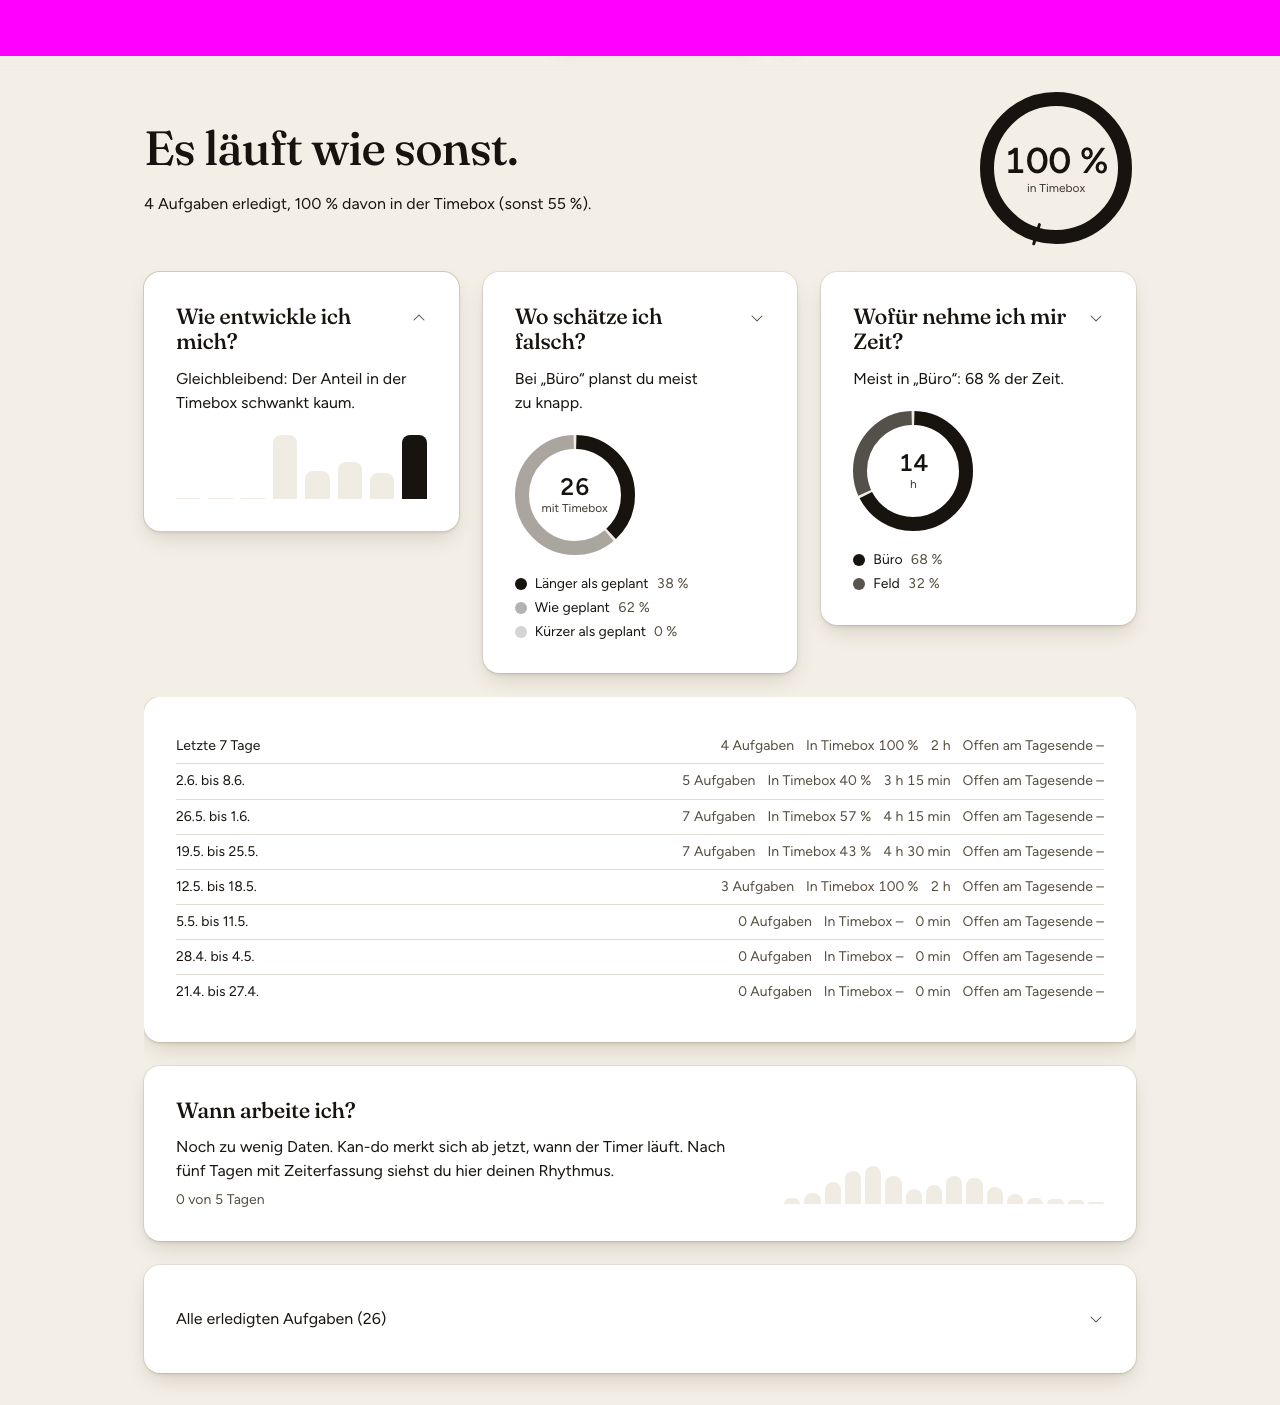 Es läuft wie sonst.
4 Aufgaben erledigt, 100 % davon in der Timebox (sonst 55 %).
100 %
in Timebox
Wie entwickle ich
mich?
Gleichbleibend: Der Anteil in der
Timebox schwankt kaum.
Wo schätze ich
falsch?
Bei „Büro“ planst du meist
zu knapp.
26
mit Timebox
Länger als geplant 38 %
Wie geplant 62 %
Kürzer als geplant 0 %
Wofür nehme ich mir
Zeit?
Meist in „Büro“: 68 % der Zeit.
14
h
Büro 68 %
Feld 32 %
Letzte 7 Tage 4 Aufgaben In Timebox 100 % 2 h Offen am Tagesende –
2.6. bis 8.6. 5 Aufgaben In Timebox 40 % 3 h 15 min Offen am Tagesende –
26.5. bis 1.6. 7 Aufgaben In Timebox 57 % 4 h 15 min Offen am Tagesende –
19.5. bis 25.5. 7 Aufgaben In Timebox 43 % 4 h 30 min Offen am Tagesende –
12.5. bis 18.5. 3 Aufgaben In Timebox 100 % 2 h Offen am Tagesende –
5.5. bis 11.5. 0 Aufgaben In Timebox – 0 min Offen am Tagesende –
28.4. bis 4.5. 0 Aufgaben In Timebox – 0 min Offen am Tagesende –
21.4. bis 27.4. 0 Aufgaben In Timebox – 0 min Offen am Tagesende –
Wann arbeite ich?
Noch zu wenig Daten. Kan-do merkt sich ab jetzt, wann der Timer läuft. Nach
fünf Tagen mit Zeiterfassung siehst du hier deinen Rhythmus.
0 von 5 Tagen
Alle erledigten Aufgaben (26)